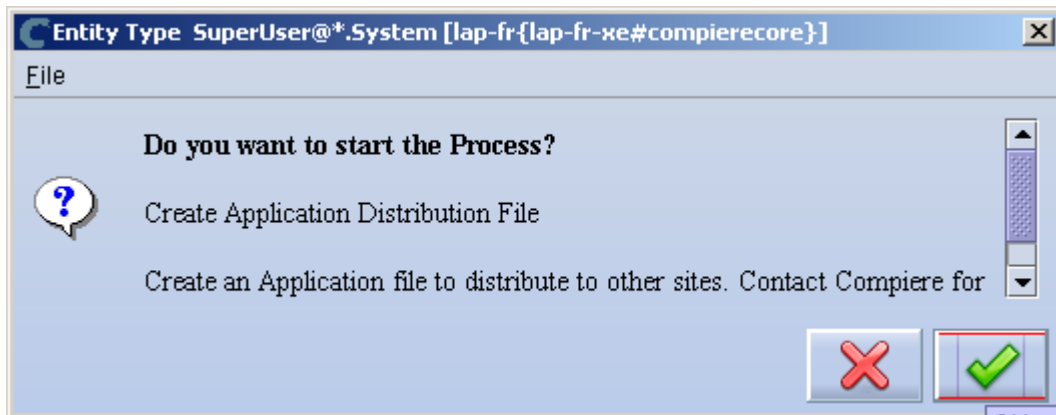 Entity Type SuperUser@*.System [lap-fr{lap-fr-xe#compierecore}]
File
Do you want to start the Process?
Create Application Distribution File
Create an Application file to distribute to other sites. Contact Compiere for